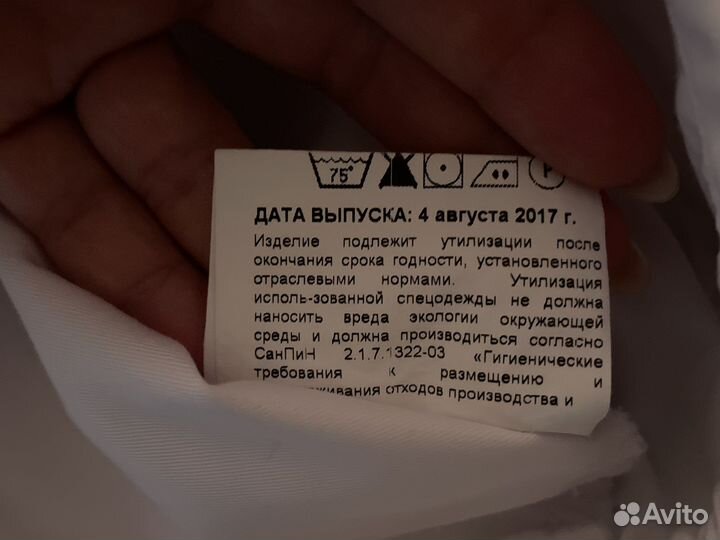 75°
P
ДАТА ВЫПУСКА: 4 августа 2017 г.
Изделие подлежит утилизации после
окончания срока годности, установленного
отраслевыми нормами. Утилизация
исполь-зованной спецодежды не должна
наносить вреда экологии окружающей
среды и должна производиться согласно
СанПиН 2.1.7.1322-03 «Гигиенические
требования к размещению и
отходов производства и
Avito